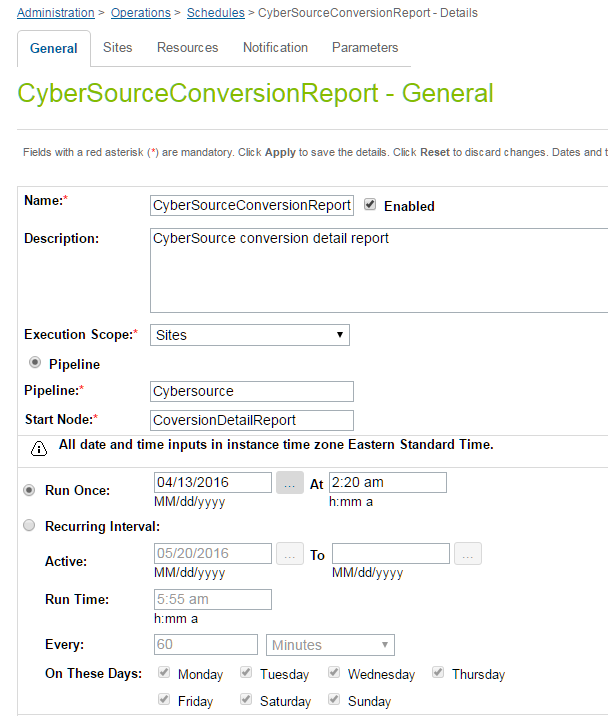 Administration > Operations > Schedules > CyberSourceConversionReport - Details
General Sites Resources Notification Parameters
CyberSourceConversionReport - General
Fields with a red asterisk (*) are mandatory. Click Apply to save the details. Click Reset to discard changes. Dates and
Name:* CyberSourceConversionReport Enabled
Description: CyberSource conversion detail report
Execution Scope:* Sites
Pipeline
Pipeline:* Cybersource
Start Node:* CoversionDetailReport
All date and time inputs in instance time zone Eastern Standard Time.
Run Once: 04/13/2016 ... At 2:20 am
MM/dd/yyyy h:mm a
Recurring Interval:
Active: 05/20/2016 ... To ...
MM/dd/yyyy MM/dd/yyyy
Run Time: 5:55 am
h:mm a
Every: 60 Minutes
On These Days: Monday Tuesday Wednesday Thursday
Friday Saturday Sunday